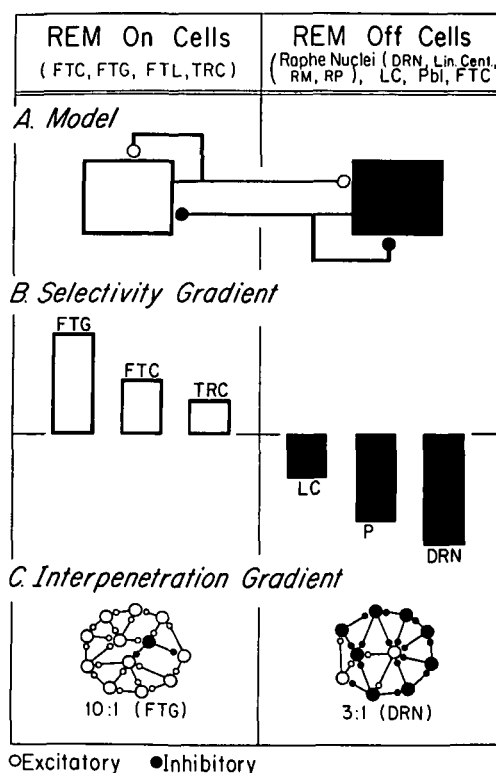 REM On Cells
(FTC, FTG, FTL, TRC)
REM Off Cells
(Raphe Nuclei (DRN, Lin. Cent.,
RM, RP), LC, Pbl, FTC)
A. Model
B. Selectivity Gradient
FTG
FTC
TRC
LC
P
DRN
C. Interpenetration Gradient
10:1 (FTG)
3:1 (DRN)
Excitatory
Inhibitory